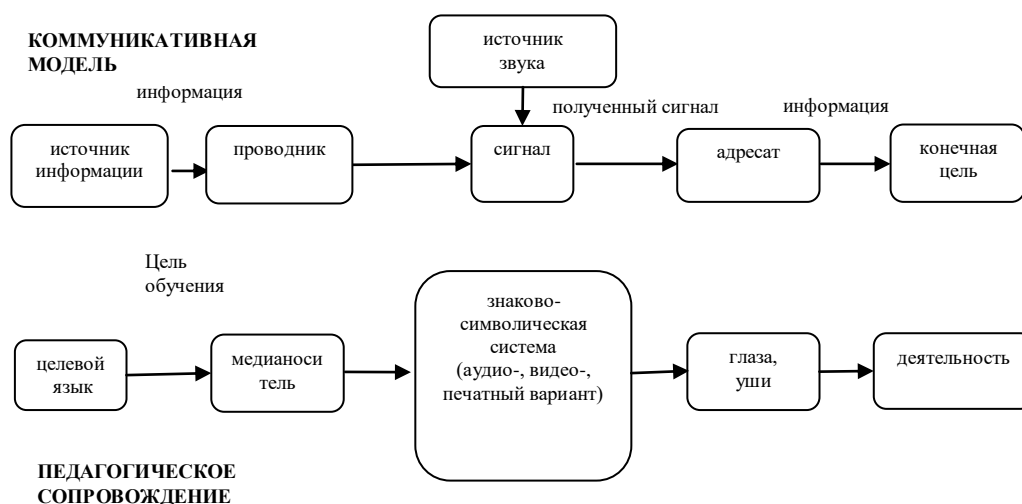 КОММУНИКАТИВНАЯ
МОДЕЛЬ
источник
звука
информация
полученный сигнал
информация
источник
информации
проводник
сигнал
адресат
конечная
цель
Цель
обучения
целевой
язык
медианоси
тель
знаково-
символическая
система
(аудио-, видео-,
печатный вариант)
глаза,
уши
деятельность
ПЕДАГОГИЧЕСКОЕ
СОПРОВОЖДЕНИЕ